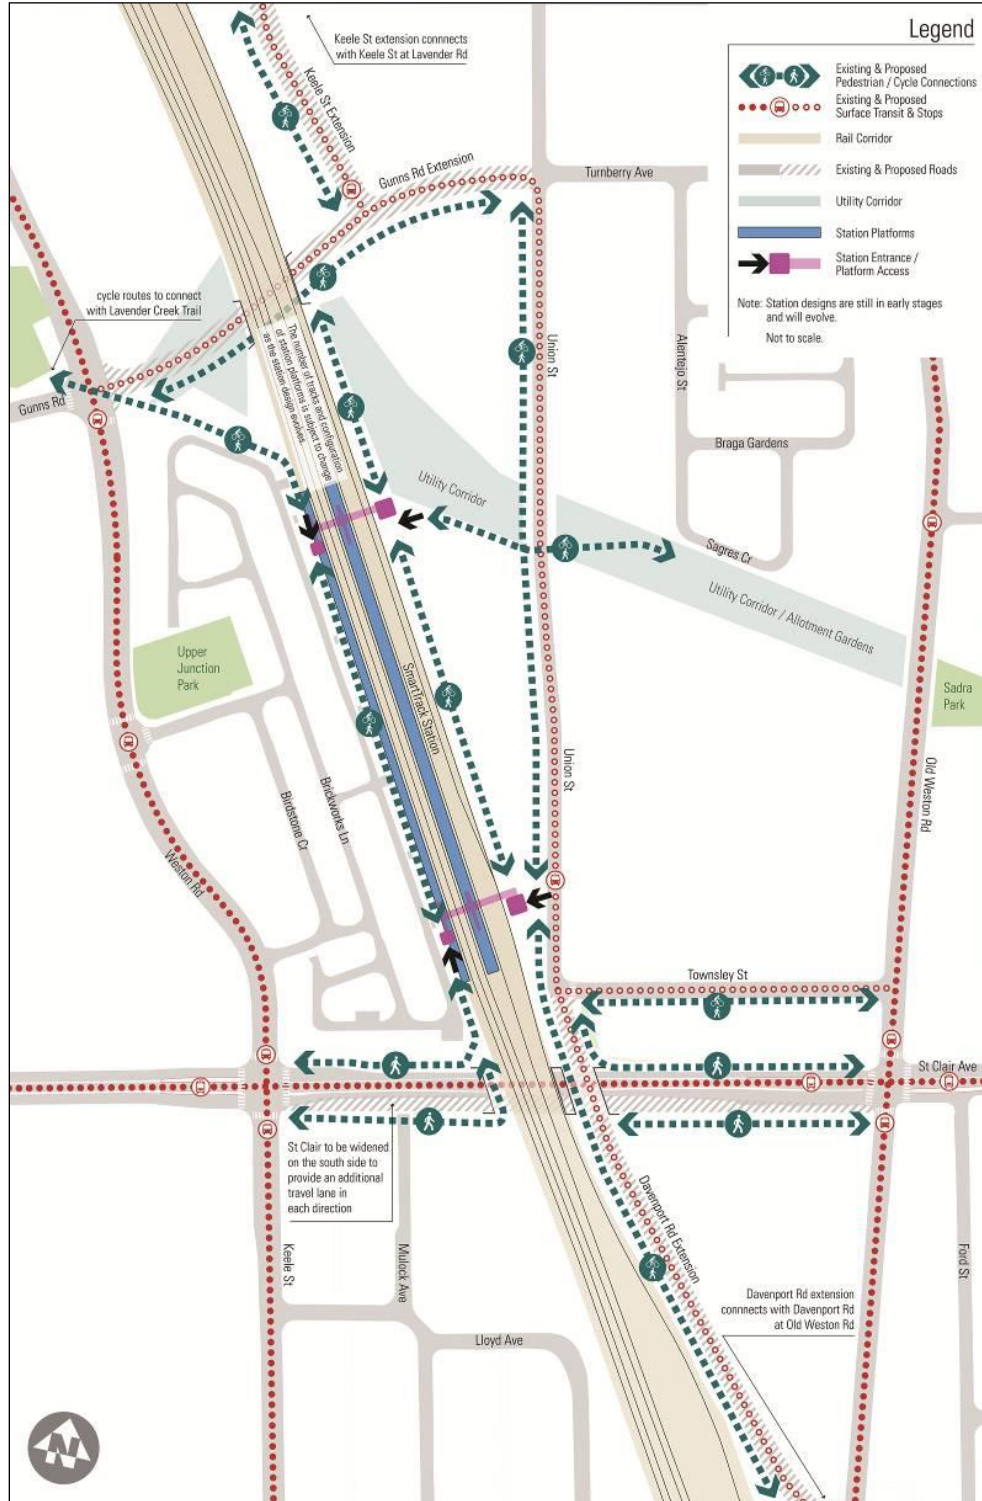 Legend
Existing & Proposed
Pedestrian / Cycle Connections
Existing & Proposed
Surface Transit & Stops
Rail Corridor
Existing & Proposed Roads
Utility Corridor
Station Platforms
Station Entrance /
Platform Access
Note: Station designs are still in early stages
and will evolve.
Not to scale.
Keele St extension connnects
with Keele St at Lavender Rd
Keele St Extension
Gunns Rd Extension
Turnberry Ave
cycle routes to connect
with Lavender Creek Trail
Gunns Rd
The number of tracks and configuration
of station platforms is subject to change
as the station design evolves.
Union St
Alentejo St
Braga Gardens
Utility Corridor
Sagres Cr
Utility Corridor / Allotment Gardens
Upper
Junction
Park
SmartTrack Station
Sadra
Park
Union St
Old Weston Rd
Brickworks Ln
Birdstone Cr
Weston Rd
Townsley St
St Clair Ave
St Clair to be widened
on the south side to
provide an additional
travel lane in
each direction
Keele St
Mulock Ave
Davenport Rd Extension
Ford St
Davenport Rd extension
connnects with Davenport Rd
at Old Weston Rd
Lloyd Ave
N